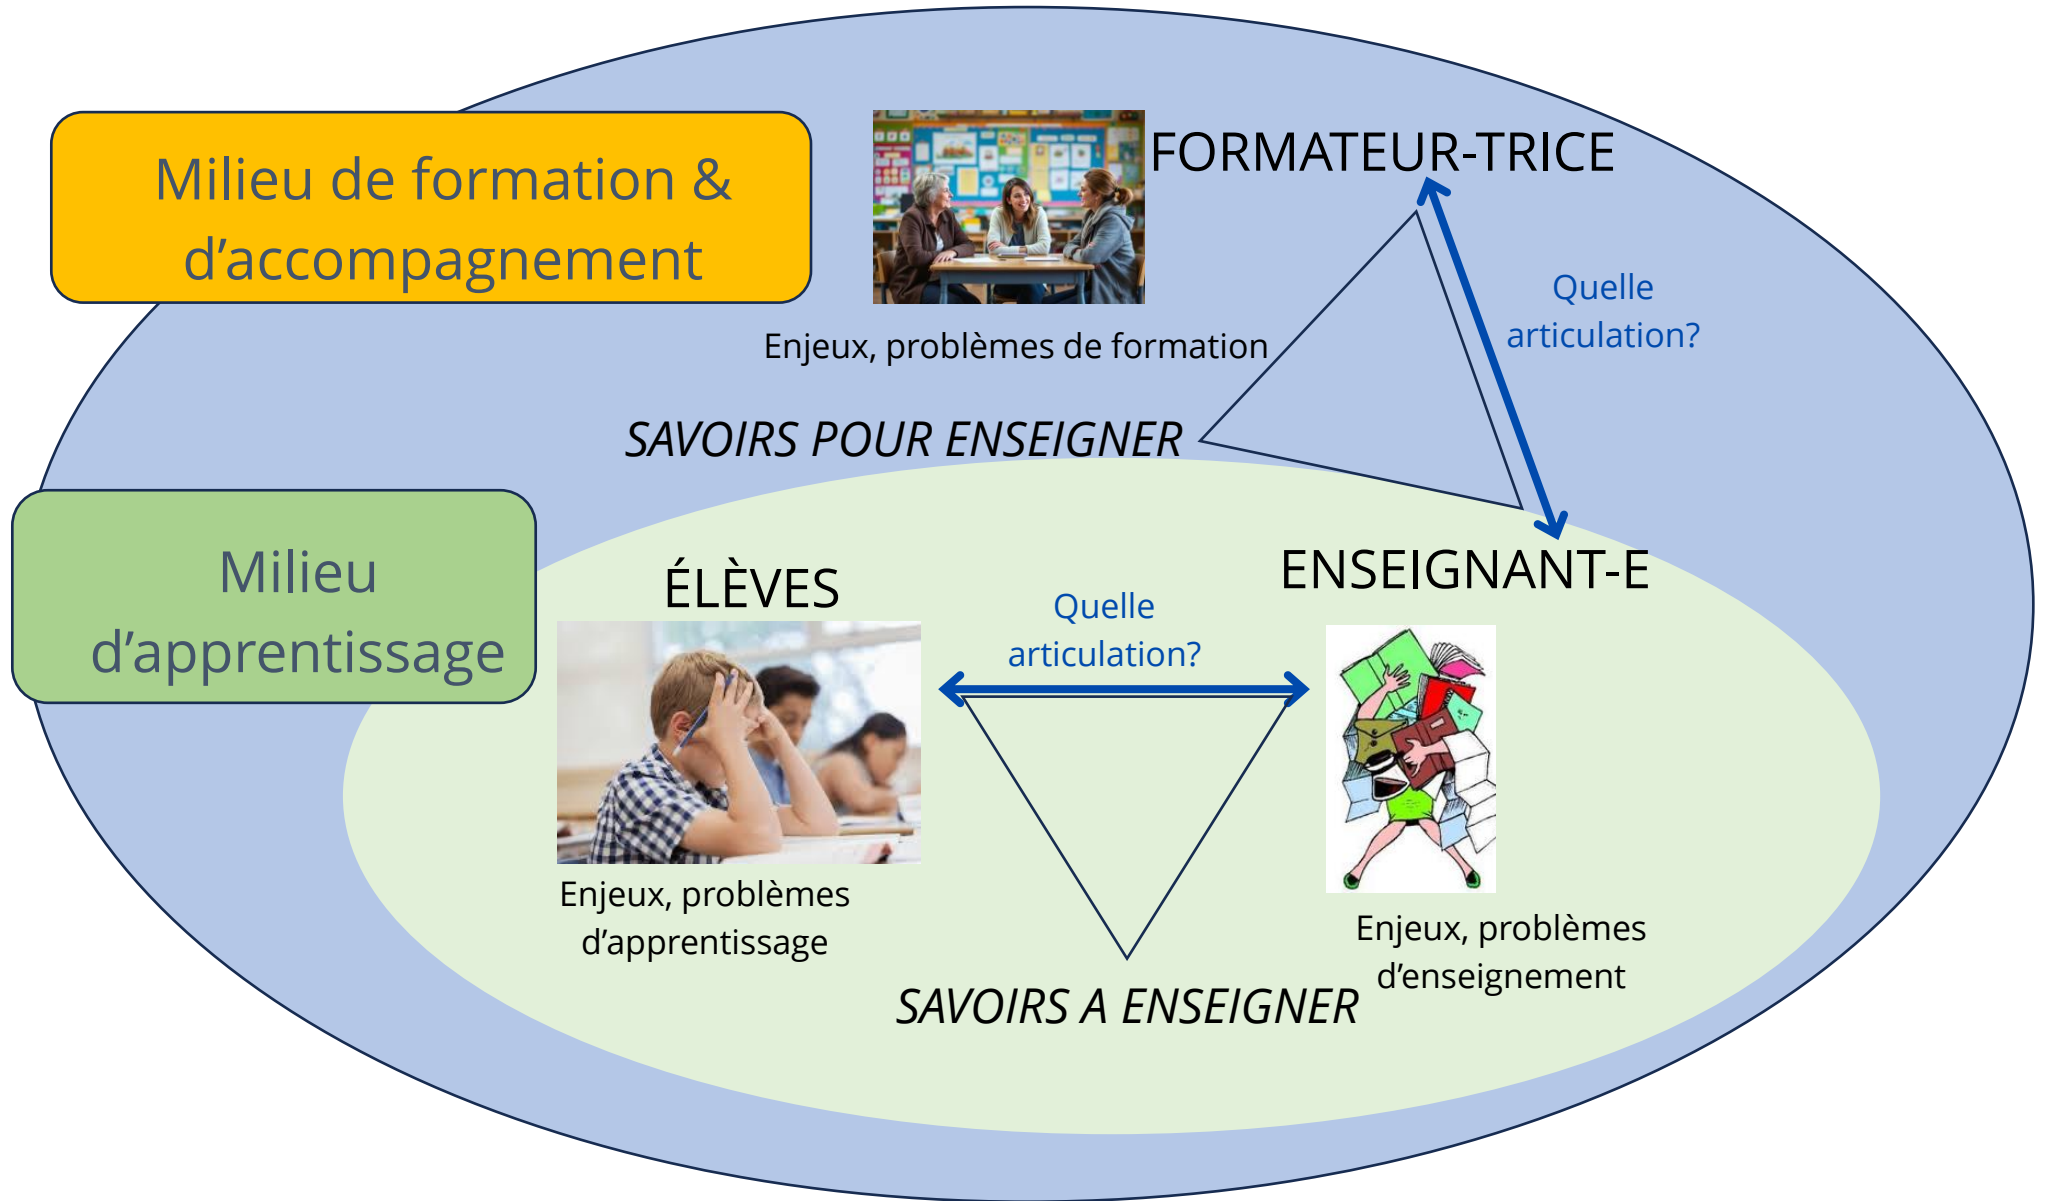 Milieu de formation &
d’accompagnement
FORMATEUR-TRICE
Quelle
articulation?
Enjeux, problèmes de formation
SAVOIRS POUR ENSEIGNER
Milieu
d’apprentissage
ÉLÈVES
Quelle
articulation?
ENSEIGNANT-E
Enjeux, problèmes
d’apprentissage
Enjeux, problèmes
d’enseignement
SAVOIRS A ENSEIGNER